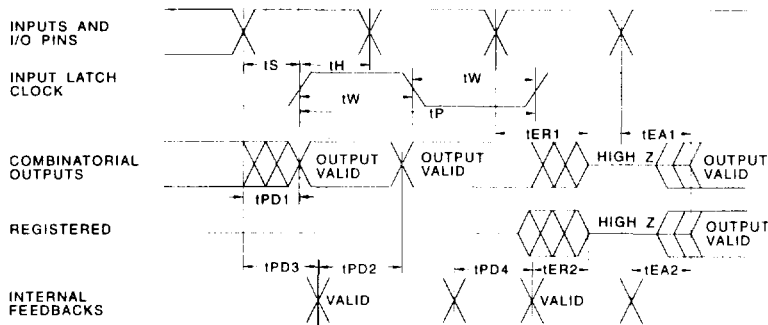 INPUTS AND
I/O PINS
tS
tH
INPUT LATCH
CLOCK
tW
tW
tP
tER1
tEA1
COMBINATORIAL
OUTPUTS
OUTPUT
VALID
OUTPUT
VALID
HIGH Z
OUTPUT
VALID
tPD1
REGISTERED
HIGH Z
OUTPUT
VALID
tPD3
tPD2
tPD4
tER2
tEA2
INTERNAL
FEEDBACKS
VALID
VALID